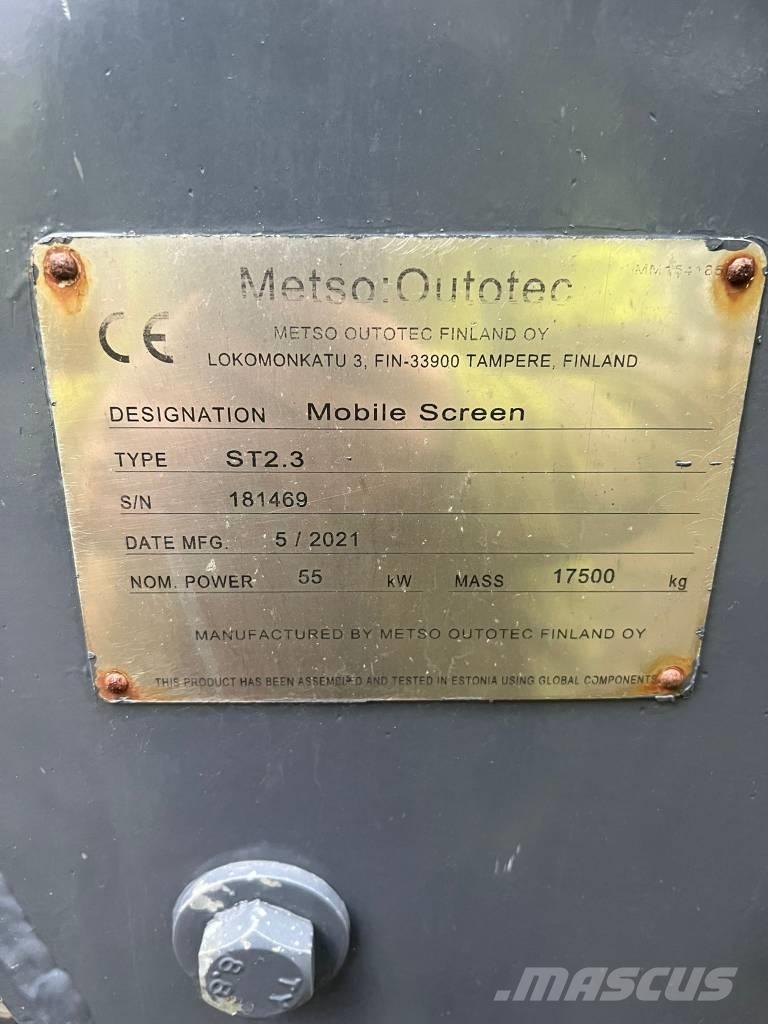 Metso:Outotec
CE
METSO OUTOTEC FINLAND OY
LOKOMONKATU 3, FIN-33900 TAMPERE, FINLAND
DESIGNATION Mobile Screen
TYPE ST2.3
S/N 181469
DATE MFG. 5 / 2021
NOM. POWER 55 kW MASS 17500 kg
MANUFACTURED BY METSO OUTOTEC FINLAND OY
THIS PRODUCT HAS BEEN ASSEMBLED AND TESTED IN ESTONIA USING GLOBAL COMPONENTS
8.8 TY
MASCUS